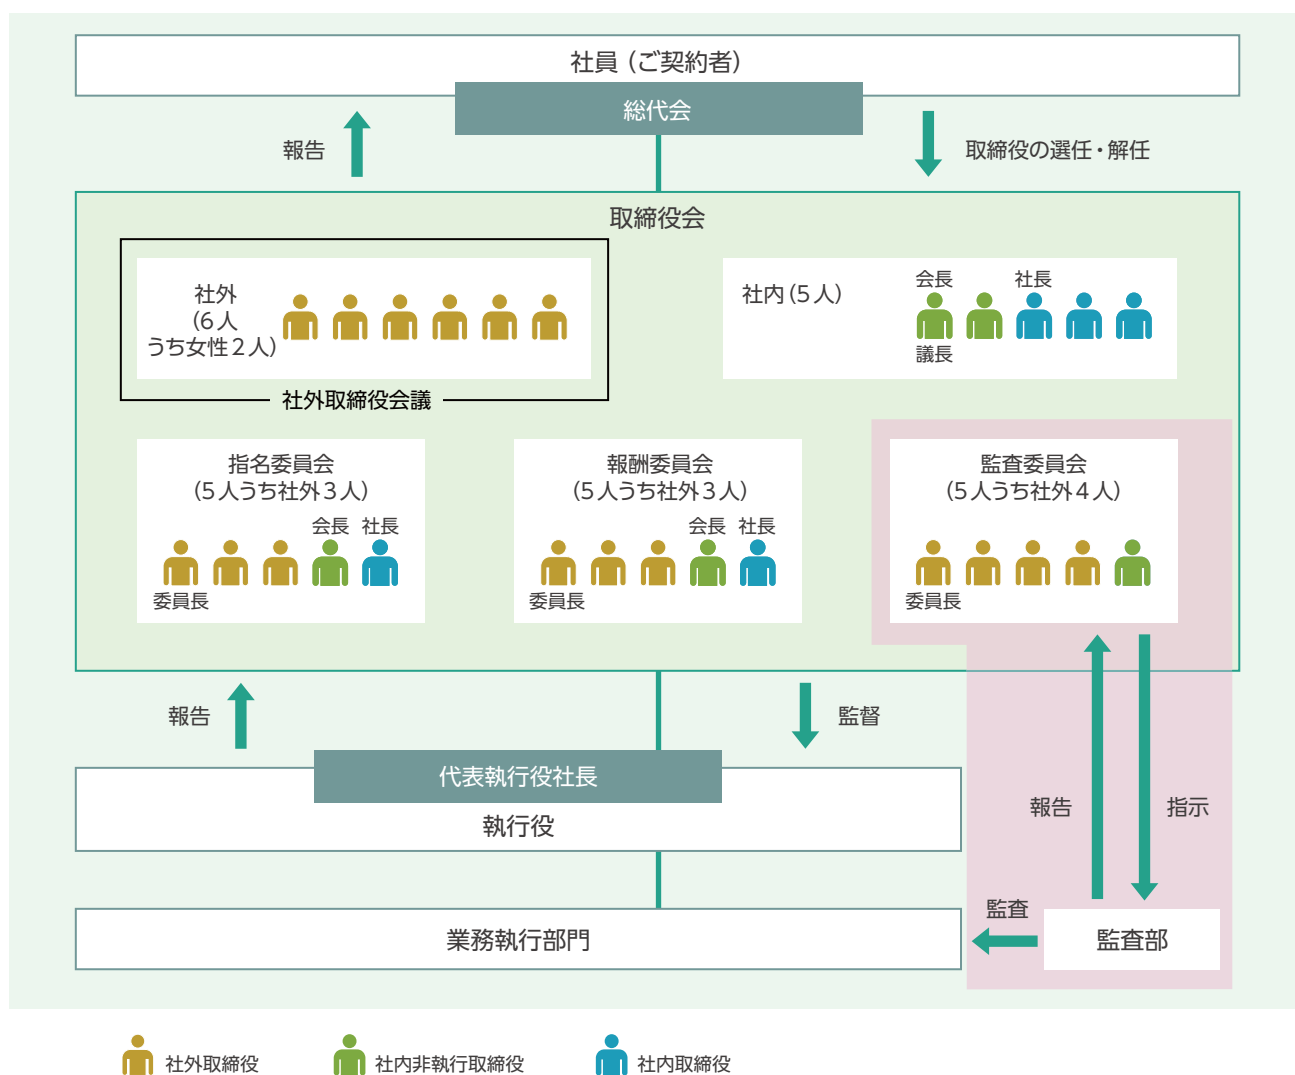 社員（ご契約者）
総代会
報告
取締役の選任・解任
取締役会
社外
（6人
うち女性2人）
社外取締役会議
社内（5人）
会長
社長
議長
指名委員会
（5人うち社外3人）
会長
社長
委員長
報酬委員会
（5人うち社外3人）
会長
社長
委員長
監査委員会
（5人うち社外4人）
委員長
報告
監督
代表執行役社長
執行役
報告
指示
業務執行部門
監査
監査部
社外取締役
社内非執行取締役
社内取締役